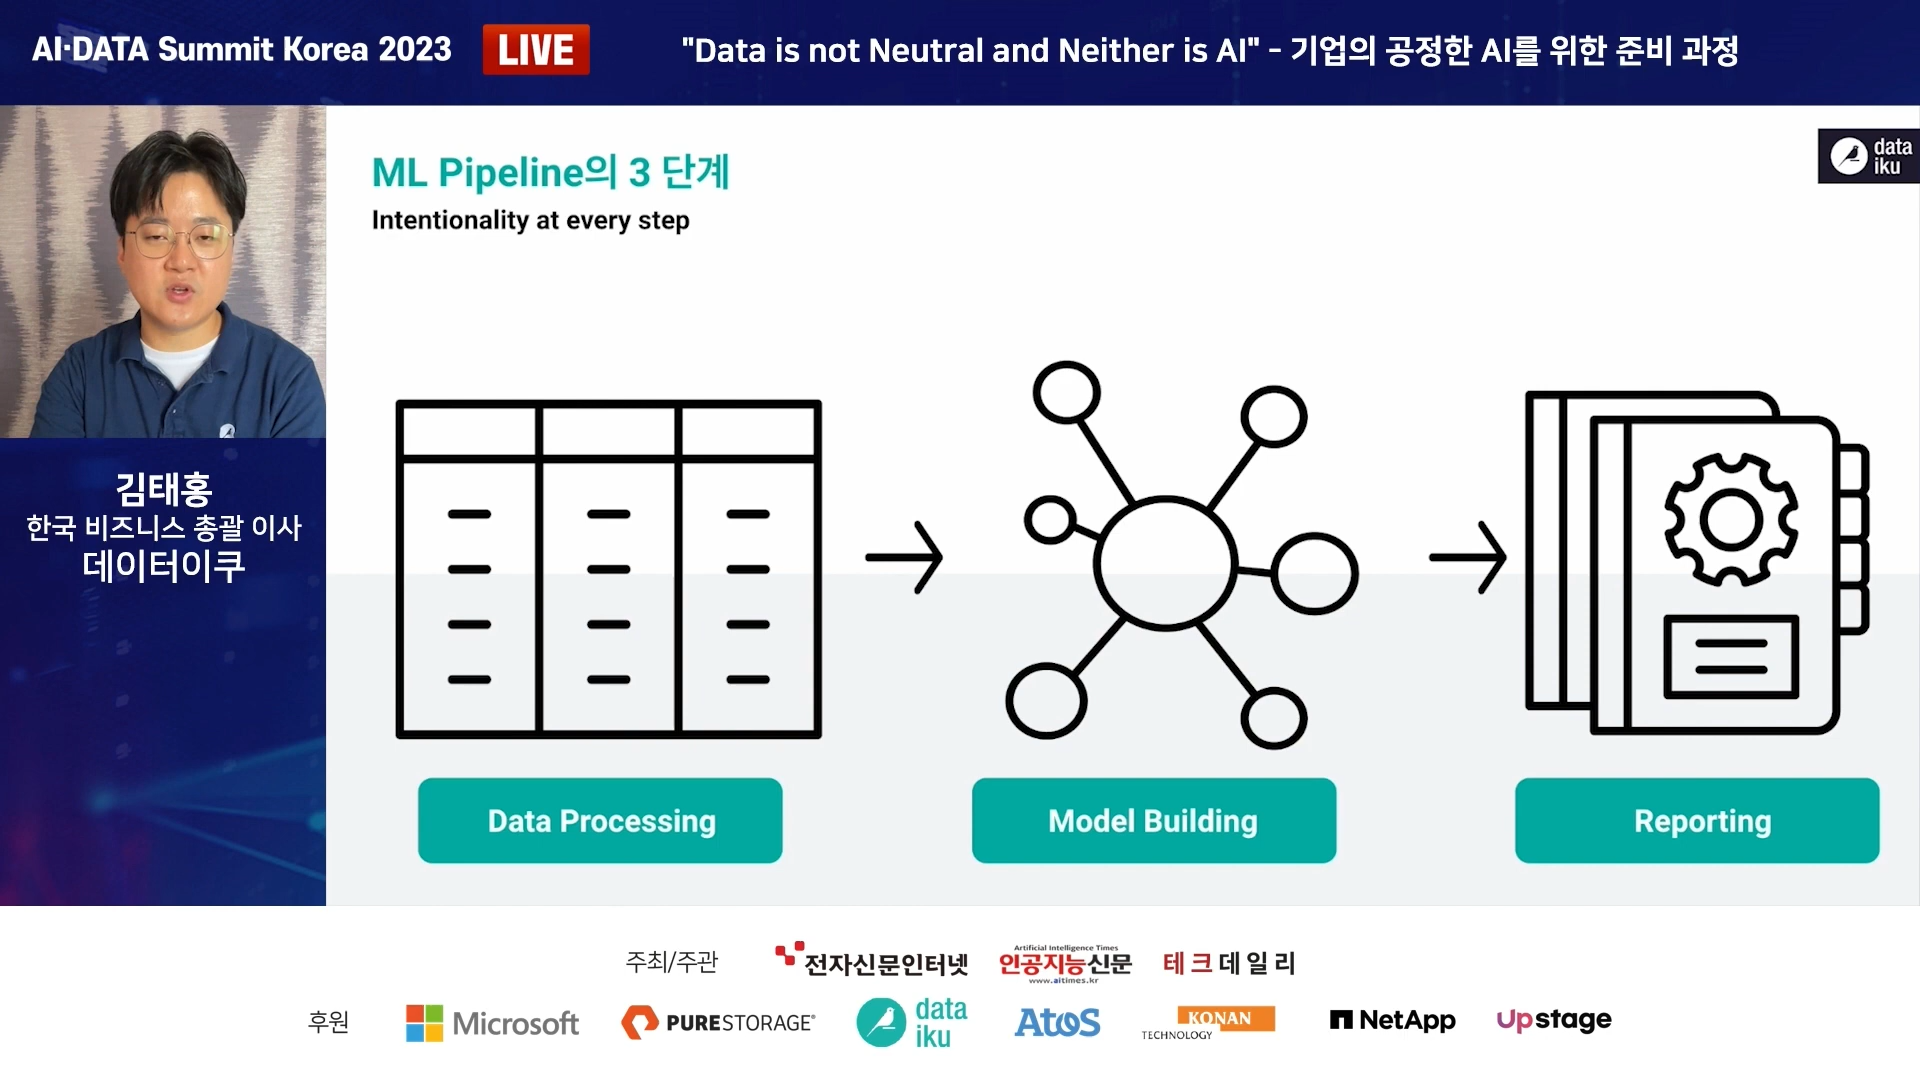 AI·DATA Summit Korea 2023
LIVE
"Data is not Neutral and Neither is AI" - 기업의 공정한 AI를 위한 준비 과정
data
iku
ML Pipeline의 3 단계
Intentionality at every step
김태홍
한국 비즈니스 총괄 이사
데이터이쿠
Data Processing
Model Building
Reporting
주최/주관
전자신문인터넷
Artificial Intelligence Times
인공지능신문
www.aitimes.kr
테크데일리
후원
Microsoft
PURESTORAGE®
data
iku
Atos
KONAN
TECHNOLOGY
NetApp
Upstage